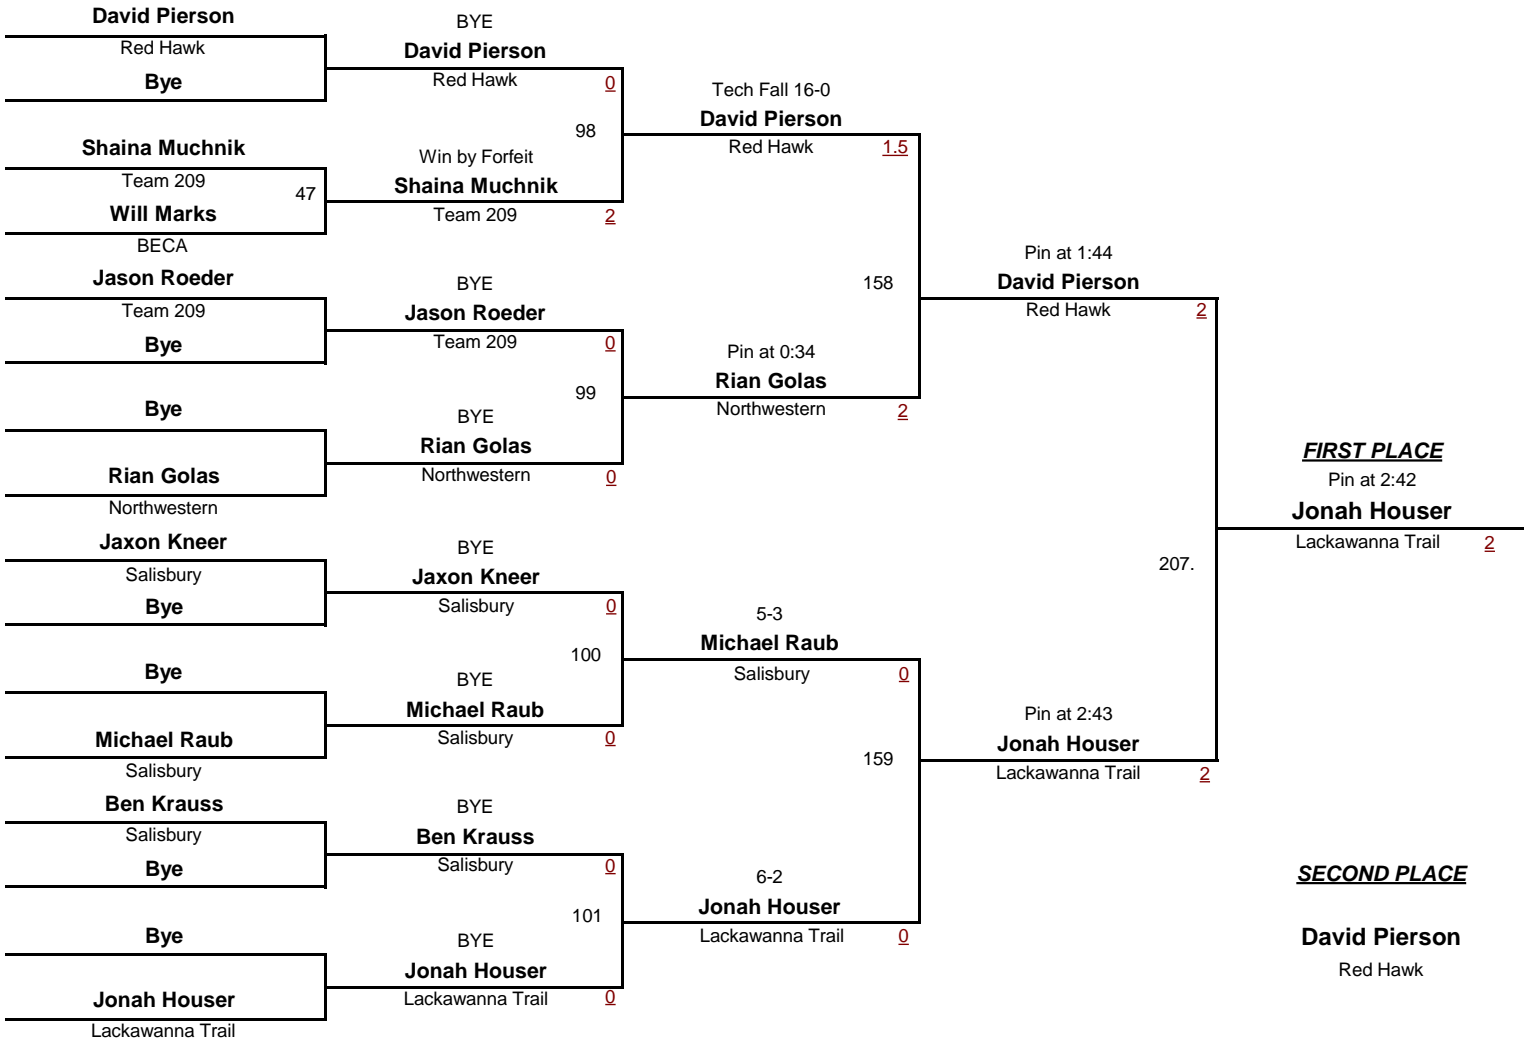 David Pierson
Red Hawk
Bye
Shaina Muchnik
Team 209
47
Will Marks
BECA
Jason Roeder
Team 209
Bye
Bye
Rian Golas
Northwestern
Jaxon Kneer
Salisbury
Bye
Bye
Michael Raub
Salisbury
Ben Krauss
Salisbury
Bye
Bye
Jonah Houser
Lackawanna Trail
BYE
David Pierson
Red Hawk 0
98
Win by Forfeit
Shaina Muchnik
Team 209 2
BYE
Jason Roeder
Team 209 0
99
BYE
Rian Golas
Northwestern 0
BYE
Jaxon Kneer
Salisbury 0
100
BYE
Michael Raub
Salisbury 0
BYE
Ben Krauss
Salisbury 0
101
BYE
Jonah Houser
Lackawanna Trail 0
Tech Fall 16-0
David Pierson
Red Hawk 1.5
158
Pin at 0:34
Rian Golas
Northwestern 2
5-3
Michael Raub
Salisbury 0
159
6-2
Jonah Houser
Lackawanna Trail 0
Pin at 1:44
David Pierson
Red Hawk 2
207.
Pin at 2:43
Jonah Houser
Lackawanna Trail 2
FIRST PLACE
Pin at 2:42
Jonah Houser
Lackawanna Trail 2
SECOND PLACE
David Pierson
Red Hawk